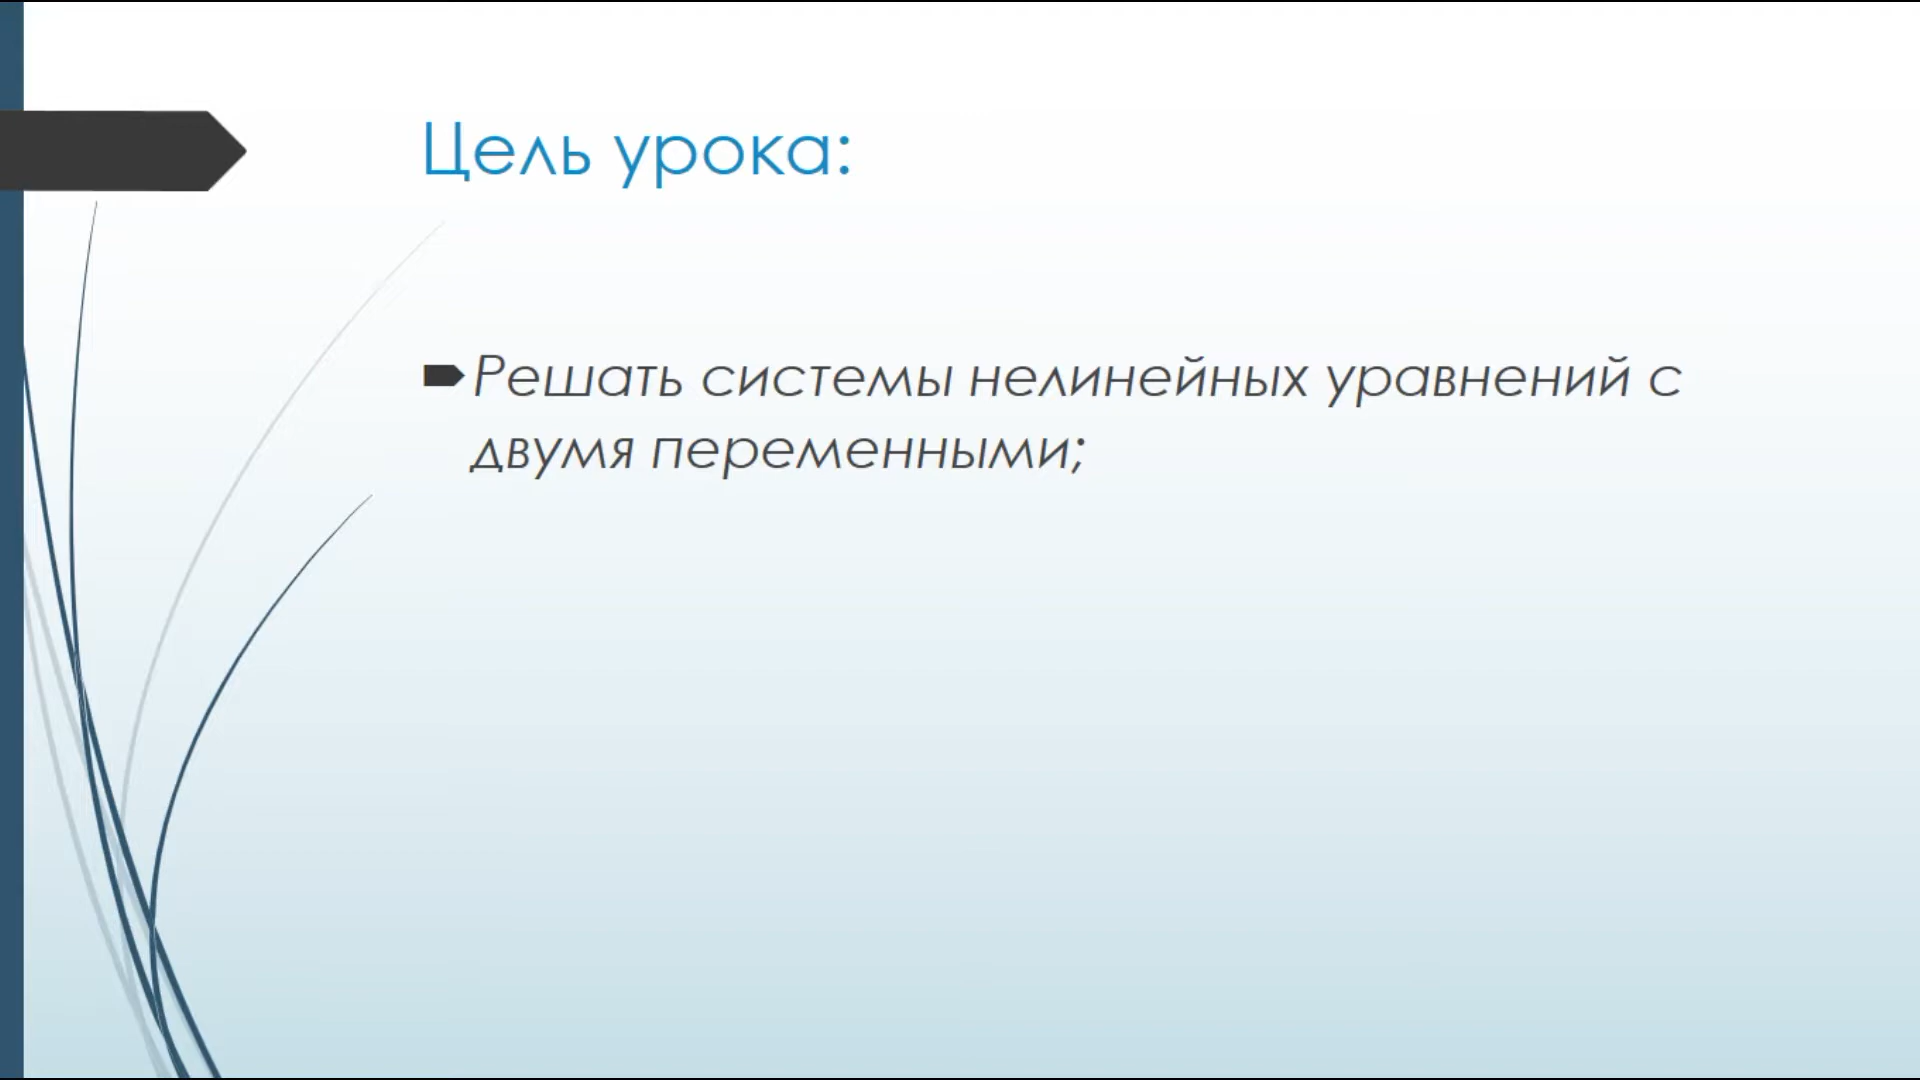 Цель урока:
Решать системы нелинейных уравнений с
двумя переменными;